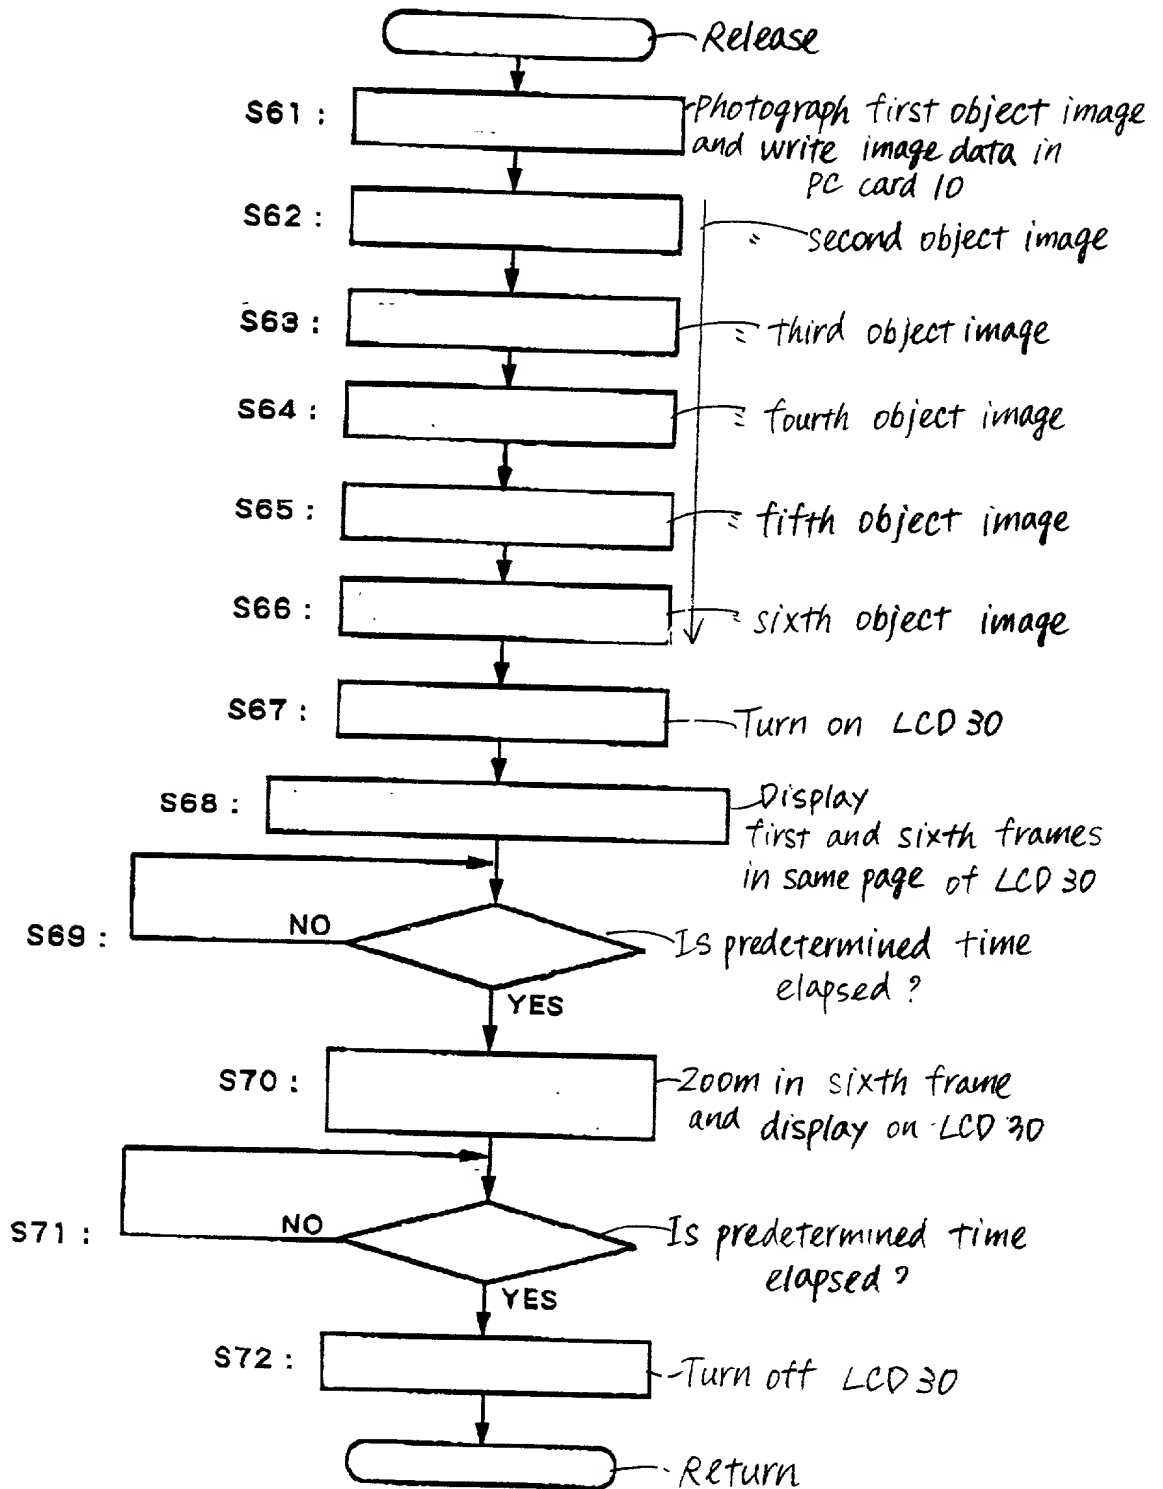 Release
S61 :
Photograph first object image
and write image data in
PC card 10
S62 :
〃 second object image
S63 :
〃 third object image
S64 :
〃 fourth object image
S65 :
〃 fifth object image
S66 :
〃 sixth object image
S67 :
Turn on LCD 30
S68 :
Display
first and sixth frames
in same page of LCD 30
S69 :
NO
Is predetermined time
elapsed ?
YES
S70 :
Zoom in sixth frame
and display on LCD 30
S71 :
NO
Is predetermined time
elapsed ?
YES
S72 :
Turn off LCD 30
Return